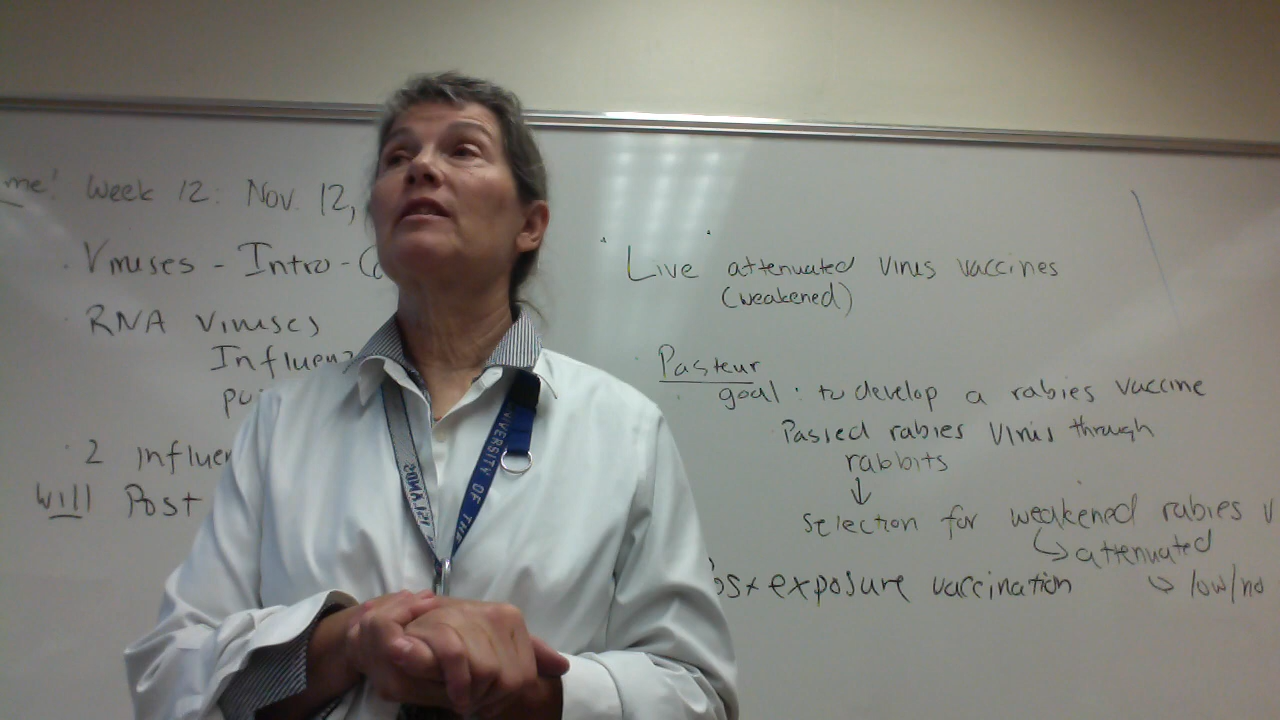 me! Week 12: Nov. 12,
Viruses - Intro -
RNA Viruses
Influenz
po
2 influen
Will Post
Live attenuated virus vaccines
(weakened)
Pasteur
goal: to develop a rabies vaccine
Passed rabies virus through
rabbits
↓
Selection for weakened rabies v
↳ attenuated
↳ low/no
ost exposure vaccination
UNIVERSITY OF THE